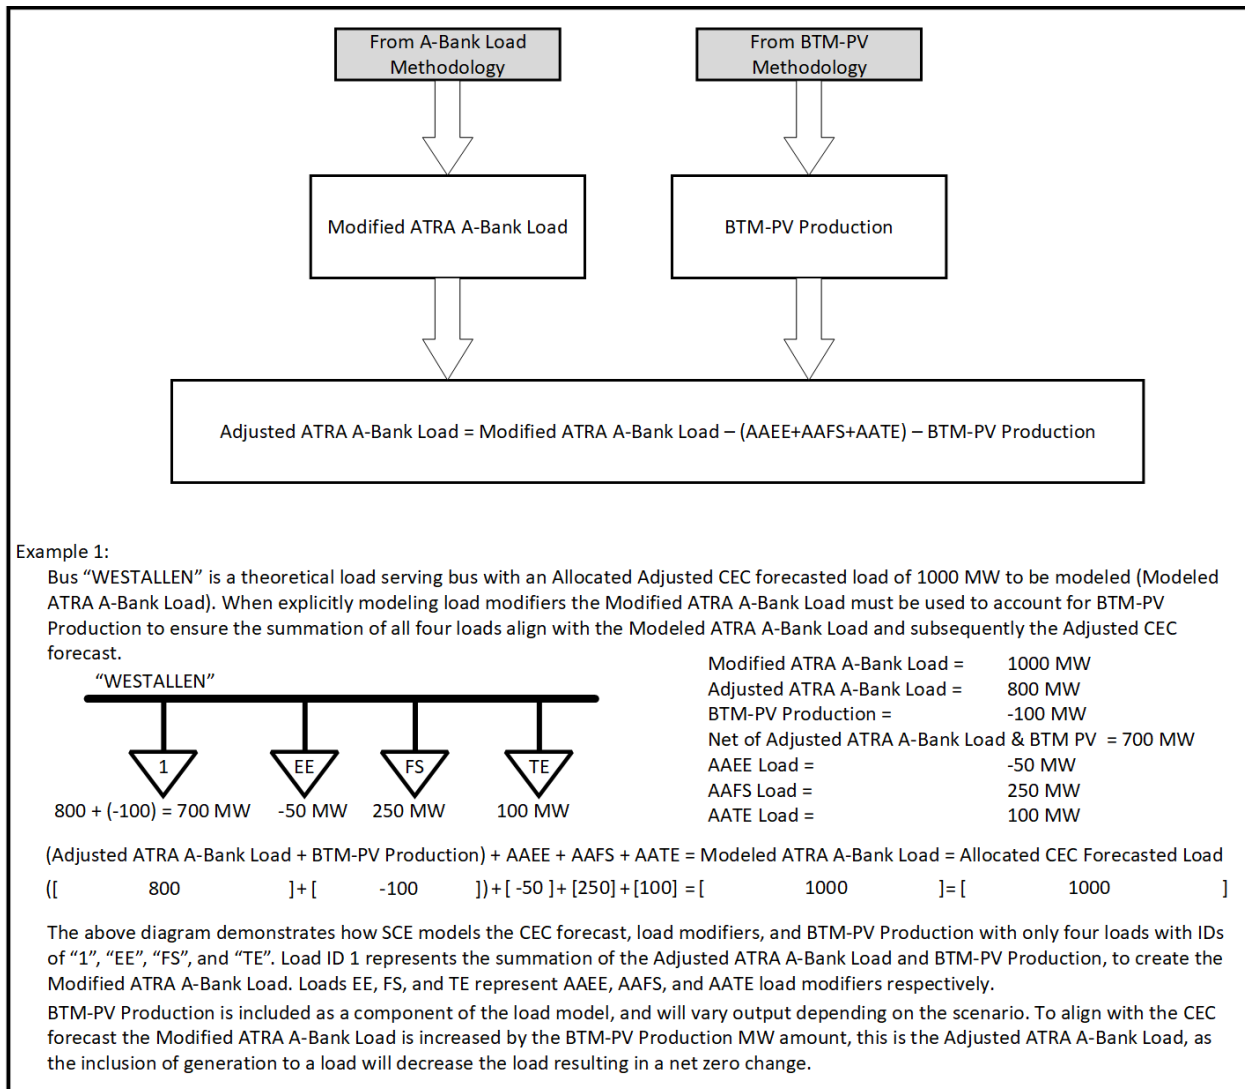 From A-Bank Load
Methodology
From BTM-PV
Methodology
Modified ATRA A-Bank Load
BTM-PV Production
Adjusted ATRA A-Bank Load = Modified ATRA A-Bank Load – (AAEE+AAFS+AATE) – BTM-PV Production
Example 1:
Bus “WESTALLEN” is a theoretical load serving bus with an Allocated Adjusted CEC forecasted load of 1000 MW to be modeled (Modeled
ATRA A-Bank Load). When explicitly modeling load modifiers the Modified ATRA A-Bank Load must be used to account for BTM-PV
Production to ensure the summation of all four loads align with the Modeled ATRA A-Bank Load and subsequently the Adjusted CEC
forecast.
“WESTALLEN”
1
EE
FS
TE
800 + (-100) = 700 MW
-50 MW
250 MW
100 MW
Modified ATRA A-Bank Load = 1000 MW
Adjusted ATRA A-Bank Load = 800 MW
BTM-PV Production = -100 MW
Net of Adjusted ATRA A-Bank Load & BTM PV = 700 MW
AAEE Load = -50 MW
AAFS Load = 250 MW
AATE Load = 100 MW
(Adjusted ATRA A-Bank Load + BTM-PV Production) + AAEE + AAFS + AATE = Modeled ATRA A-Bank Load = Allocated CEC Forecasted Load
([ 800 ]+[ -100 ])+[ -50 ]+[250]+[100] =[ 1000 ]=[ 1000 ]
The above diagram demonstrates how SCE models the CEC forecast, load modifiers, and BTM-PV Production with only four loads with IDs
of “1”, “EE”, “FS”, and “TE”. Load ID 1 represents the summation of the Adjusted ATRA A-Bank Load and BTM-PV Production, to create the
Modified ATRA A-Bank Load. Loads EE, FS, and TE represent AAEE, AAFS, and AATE load modifiers respectively.
BTM-PV Production is included as a component of the load model, and will vary output depending on the scenario. To align with the CEC
forecast the Modified ATRA A-Bank Load is increased by the BTM-PV Production MW amount, this is the Adjusted ATRA A-Bank Load, as
the inclusion of generation to a load will decrease the load resulting in a net zero change.